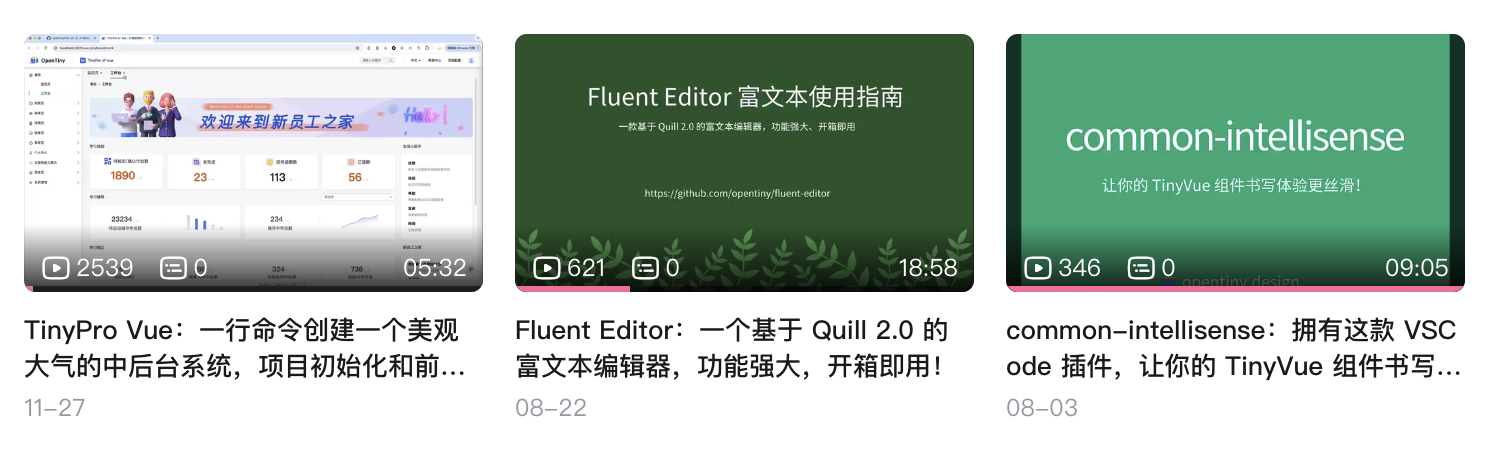 OpenTiny
TinyPro of Vue
工作台
欢迎来到新员工之家
1890
23
113
56
23234
234
324
736
2539
0
05:32
TinyPro Vue：一行命令创建一个美观
大气的中后台系统，项目初始化和前...
11-27
Fluent Editor 富文本使用指南
一款基于 Quill 2.0 的富文本编辑器，功能强大、开箱即用
https://github.com/opentiny/fluent-editor
621
0
18:58
Fluent Editor：一个基于 Quill 2.0 的
富文本编辑器，功能强大，开箱即用！
08-22
common-intellisense
让你的 TinyVue 组件书写体验更丝滑！
opentiny design
346
0
09:05
common-intellisense：拥有这款 VSC
ode 插件，让你的 TinyVue 组件书写...
08-03